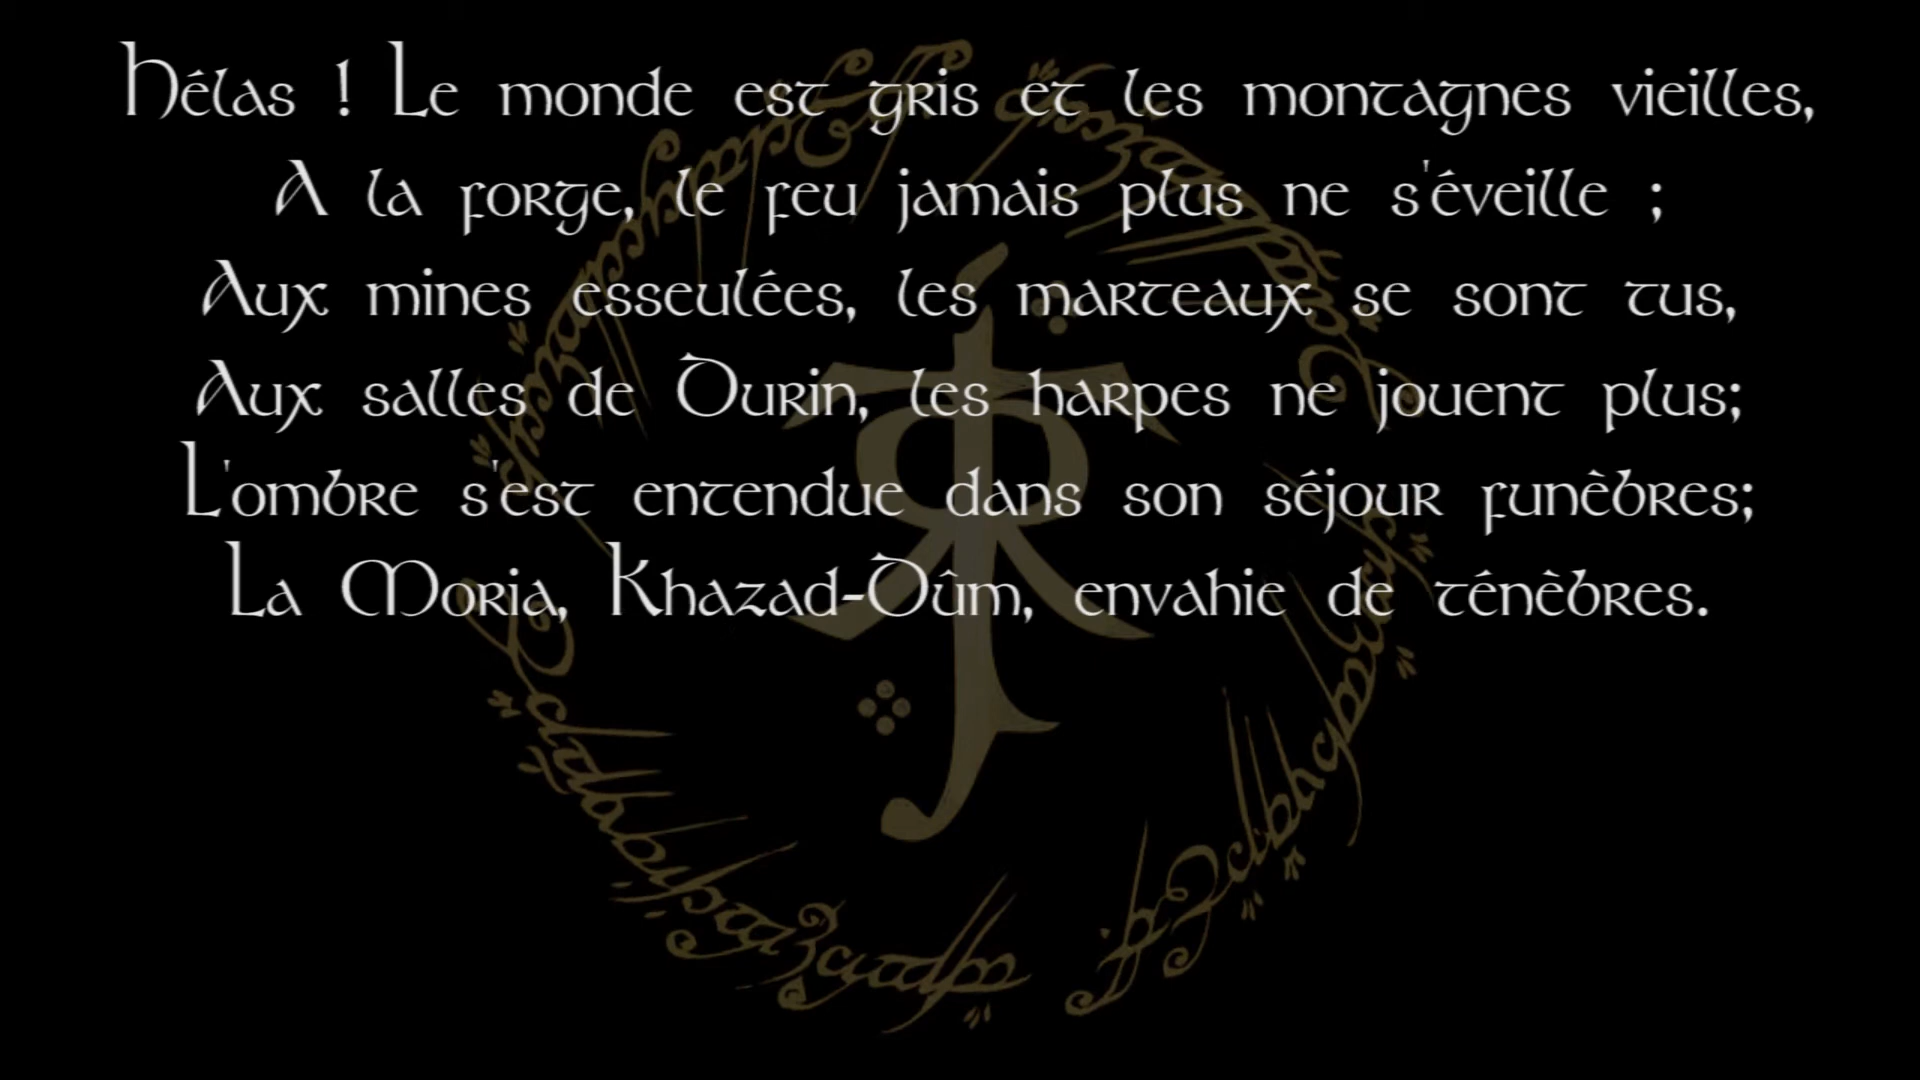 Hélas ! Le monde est gris et les montagnes vieilles,
A la forge, le feu jamais plus ne s'éveille ;
Aux mines esseulées, les marteaux se sont tus,
Aux salles de Durin, les harpes ne jouent plus;
L'ombre s'est entendue dans son séjour funèbres;
La Moria, Khazad-Dûm, envahie de ténèbres.